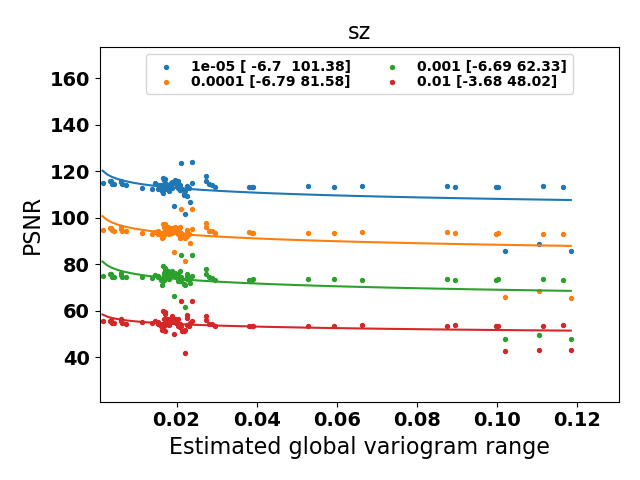 sz
1e-05 [ -6.7  101.38]
0.0001 [-6.79 81.58]
0.001 [-6.69 62.33]
0.01 [-3.68 48.02]
PSNR
160
140
120
100
80
60
40
0.02 0.04 0.06 0.08 0.10 0.12
Estimated global variogram range